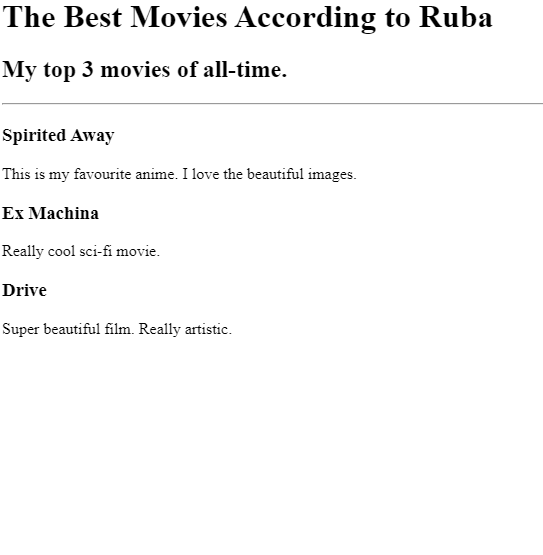 The Best Movies According to Ruba
My top 3 movies of all-time.
Spirited Away
This is my favourite anime. I love the beautiful images.
Ex Machina
Really cool sci-fi movie.
Drive
Super beautiful film. Really artistic.